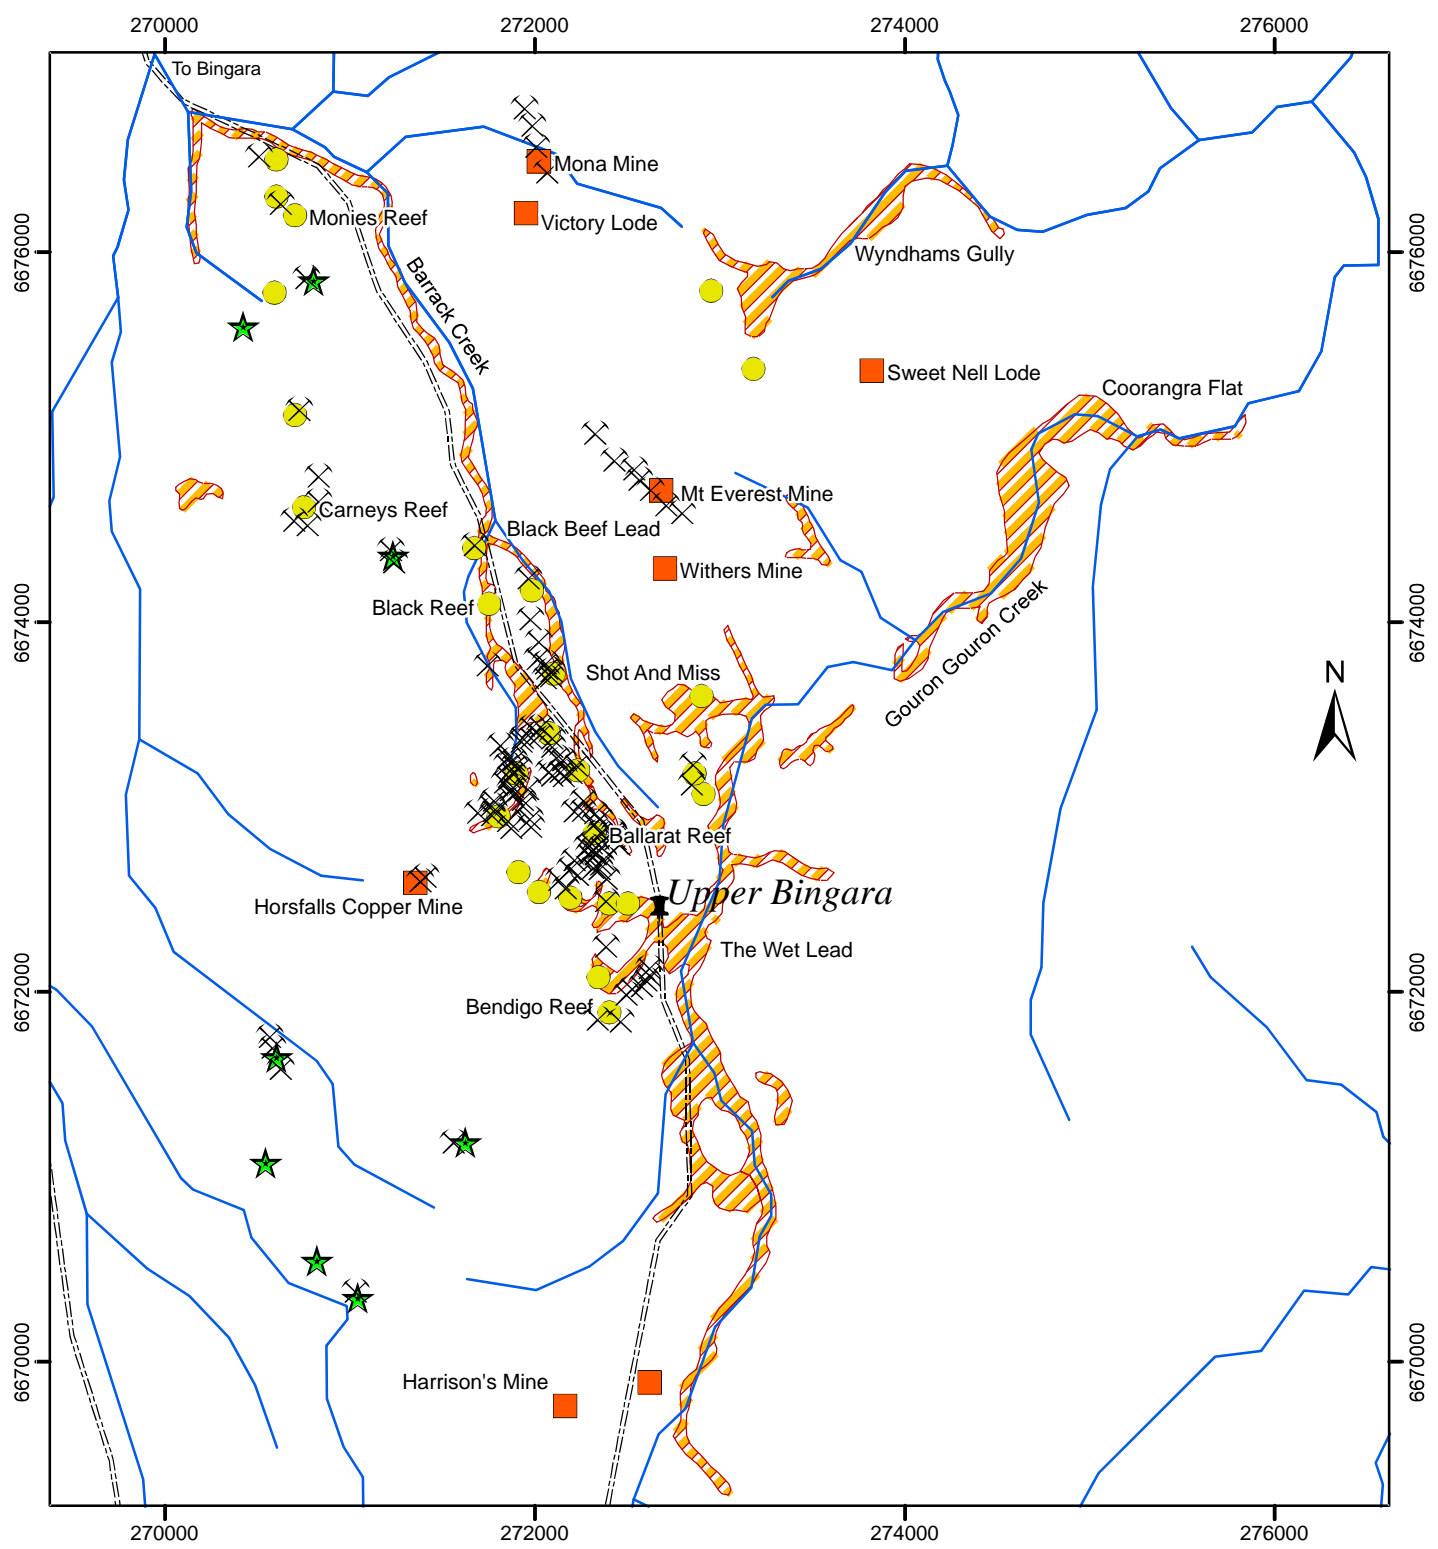 270000
272000
274000
276000
To Bingara
Mona Mine
Monies Reef
Victory Lode
6676000
Wyndhams Gully
6676000
Barrack Creek
Sweet Nell Lode
Coorangra Flat
Mt Everest Mine
Carneys Reef
Black Beef Lead
Withers Mine
Black Reef
6674000
6674000
Gouron Gouron Creek
Shot And Miss
N
Ballarat Reef
Upper Bingara
Horsfalls Copper Mine
The Wet Lead
6672000
Bendigo Reef
6672000
6670000
Harrison's Mine
6670000
270000
272000
274000
276000